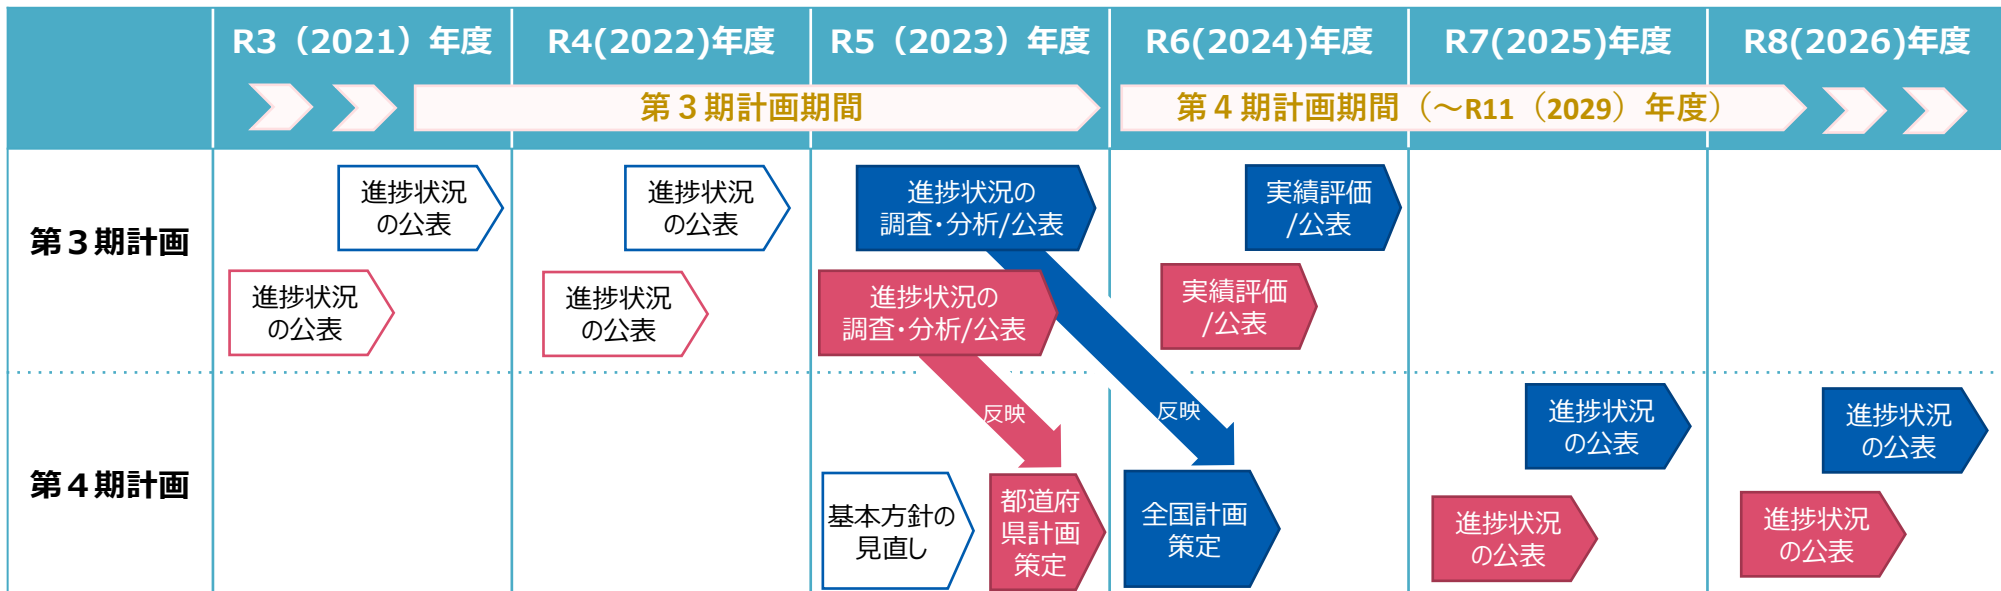 R3（2021）年度
R4(2022)年度
R5（2023）年度
R6(2024)年度
R7(2025)年度
R8(2026)年度
第３期計画期間
第４期計画期間（～R11（2029）年度）
第３期計画
進捗状況
の公表
進捗状況
の公表
進捗状況の
調査・分析/公表
実績評価
/公表
進捗状況
の公表
進捗状況
の公表
進捗状況の
調査・分析/公表
実績評価
/公表
反映
反映
第４期計画
基本方針の
見直し
都道府
県計画
策定
全国計画
策定
進捗状況
の公表
進捗状況
の公表
進捗状況
の公表
進捗状況
の公表